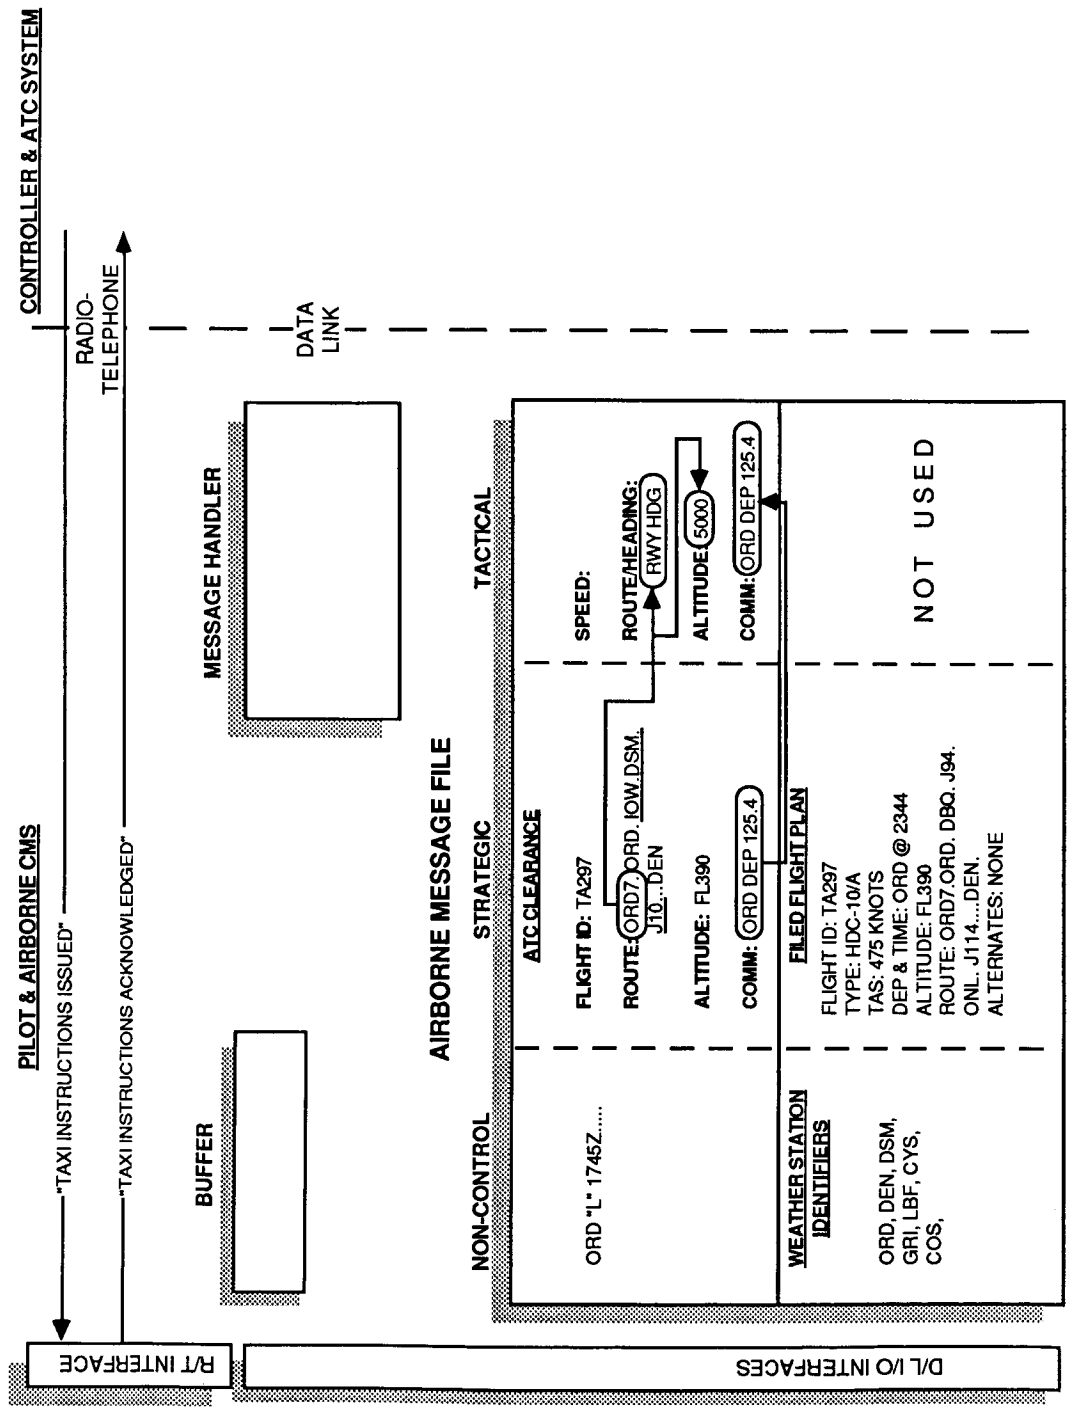 PILOT & AIRBORNE CMS
CONTROLLER & ATC SYSTEM
R/T INTERFACE
"TAXI INSTRUCTIONS ISSUED"
RADIO-
TELEPHONE
"TAXI INSTRUCTIONS ACKNOWLEDGED"
BUFFER
MESSAGE HANDLER
DATA
LINK
D/L I/O INTERFACES
AIRBORNE MESSAGE FILE
NON-CONTROL
STRATEGIC
TACTICAL
ORD "L" 1745Z.....
ATC CLEARANCE
FLIGHT ID: TA297
ROUTE: ORD7. ORD. IOW.DSM.
J10...DEN
ALTITUDE: FL390
COMM: ORD DEP 125.4
SPEED:
ROUTE/HEADING:
RWY HDG
ALTITUDE: 5000
COMM: ORD DEP 125.4
WEATHER STATION
IDENTIFIERS
ORD, DEN, DSM,
GRI, LBF, CYS,
COS,
FILED FLIGHT PLAN
FLIGHT ID: TA297
TYPE: HDC-10/A
TAS: 475 KNOTS
DEP & TIME: ORD @ 2344
ALTITUDE: FL390
ROUTE: ORD7.ORD. DBQ. J94.
ONL. J114....DEN.
ALTERNATES: NONE
NOT USED